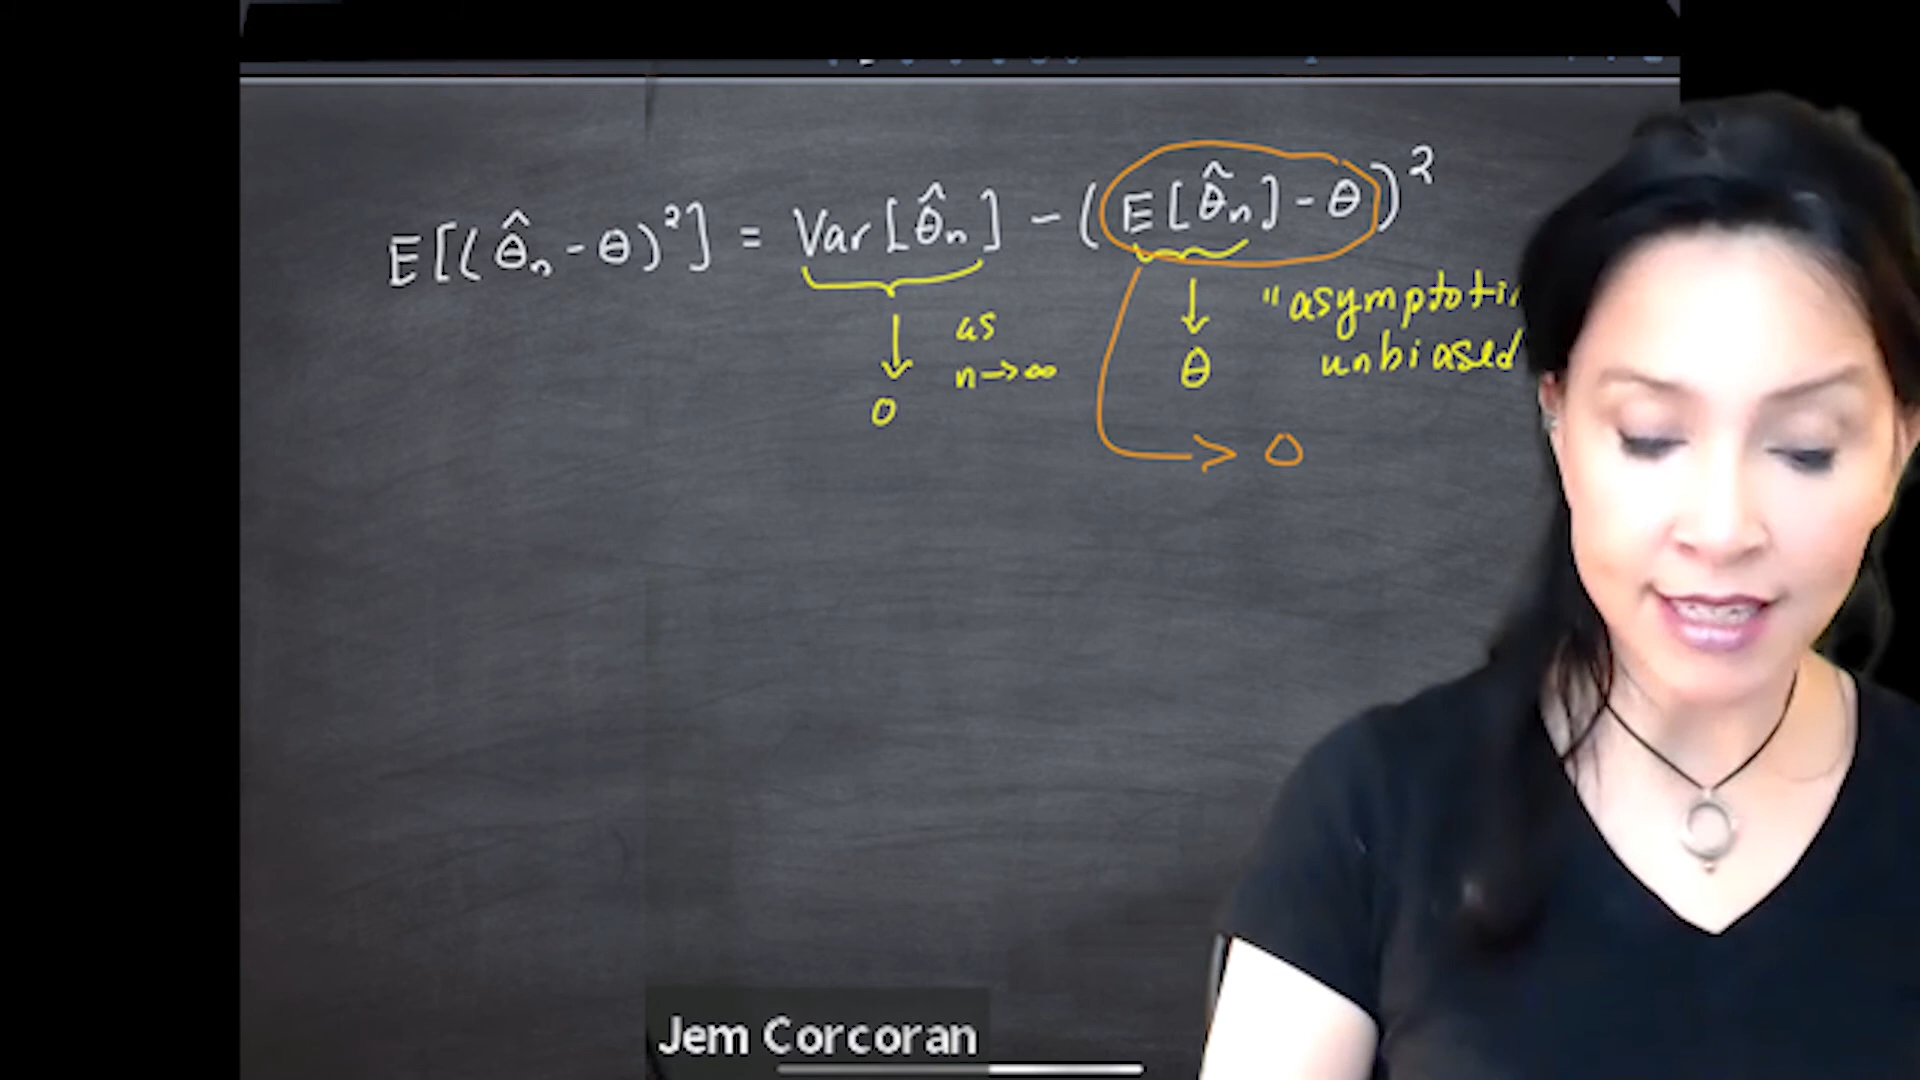 E[(θ̂ₙ - θ)²] = Var[θ̂ₙ] - (E[θ̂ₙ] - θ)²
↓ as n→∞
0
↓
θ
"asymptoti
unbiased
> 0
Jem Corcoran